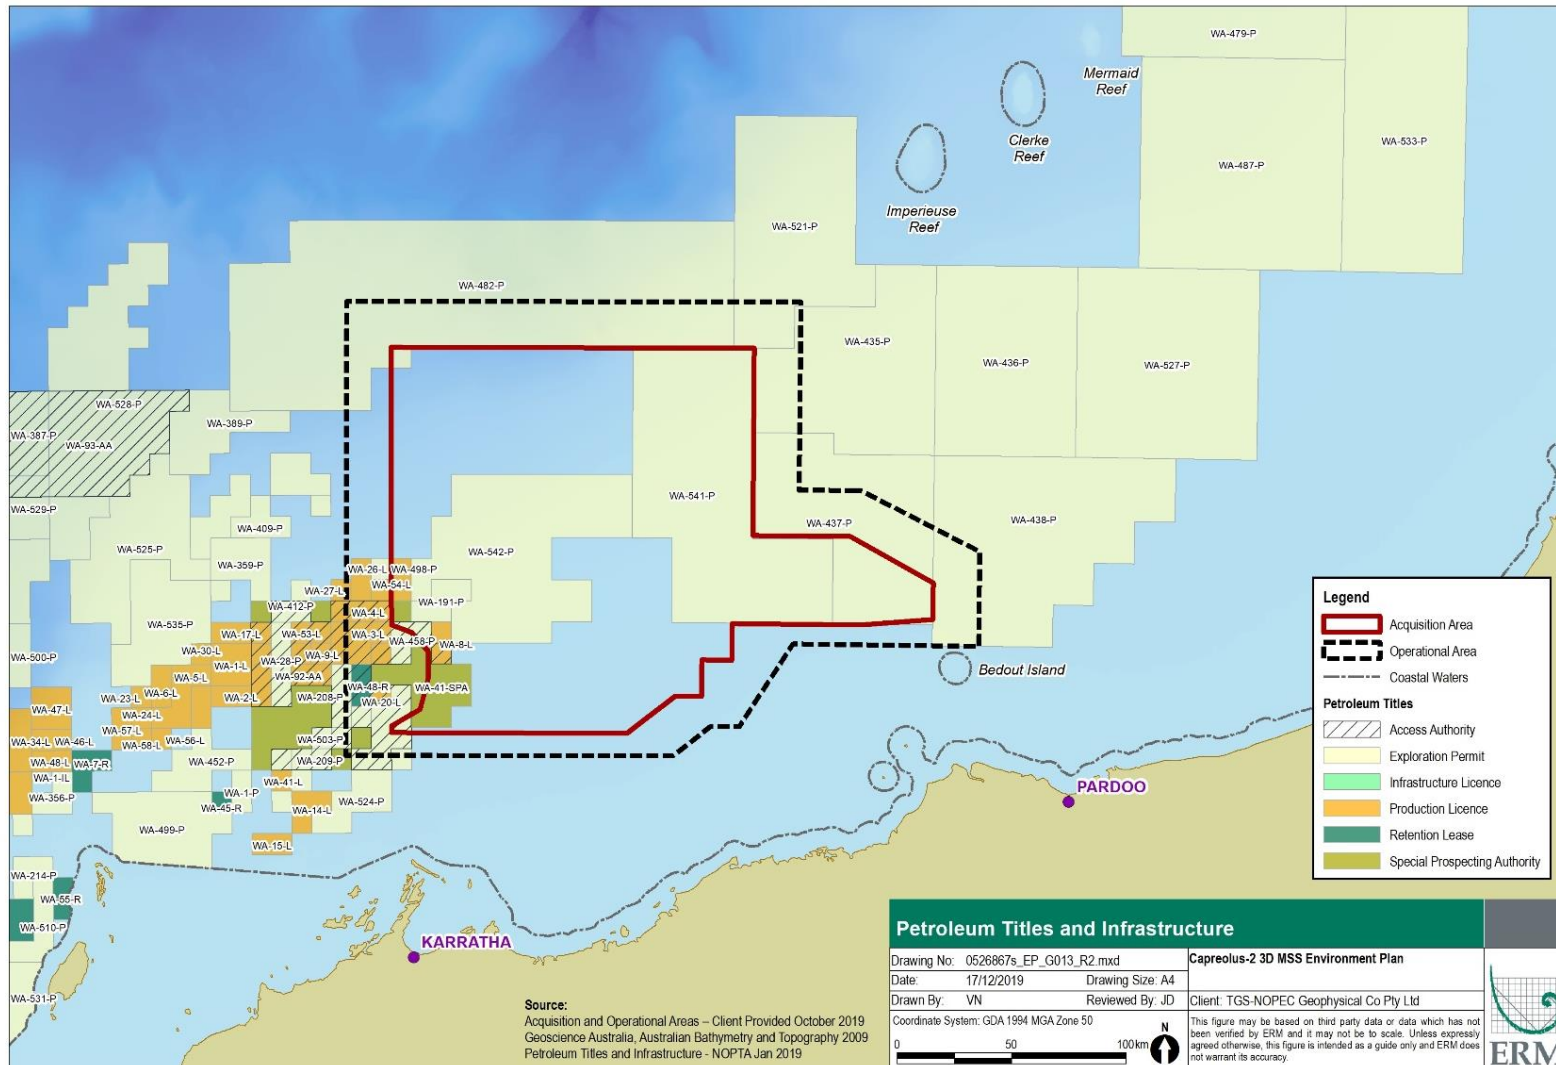 WA-479-P
Mermaid
Reef
Clerke
Reef
WA-533-P
WA-487-P
Imperieuse
Reef
WA-521-P
WA-482-P
WA-435-P
WA-436-P
WA-527-P
WA-528-P
WA-389-P
WA-387-P
WA-93-AA
WA-541-P
WA-529-P
WA-409-P
WA-437-P
WA-438-P
WA-525-P
WA-542-P
WA-359-P
WA-26-L
WA-498-P
WA-54-L
WA-27-L
WA-412-P
WA-191-P
WA-4-L
WA-535-P
WA-17-L
WA-53-L
WA-3-L
WA-458-P
WA-8-L
WA-30-L
WA-500-P
WA-1-L
WA-28-P
WA-9-L
WA-5-L
WA-92-AA
WA-48-R
WA-41-SPA
WA-23-L
WA-6-L
WA-2-L
WA-208-P
WA-20-L
WA-47-L
WA-24-L
WA-57-L
WA-34-L
WA-46-L
WA-58-L
WA-56-L
WA-503-P
WA-48-L
WA-7-R
WA-452-P
WA-209-P
WA-1-IL
WA-41-L
WA-356-P
WA-1-P
WA-45-R
WA-524-P
WA-14-L
WA-499-P
WA-15-L
WA-214-P
WA-55-R
WA-510-P
WA-531-P
Bedout Island
PARDOO
KARRATHA
Legend
Acquisition Area
Operational Area
Coastal Waters
Petroleum Titles
Access Authority
Exploration Permit
Infrastructure Licence
Production Licence
Retention Lease
Special Prospecting Authority
Source:
Acquisition and Operational Areas – Client Provided October 2019
Geoscience Australia, Australian Bathymetry and Topography 2009
Petroleum Titles and Infrastructure - NOPTA Jan 2019
Petroleum Titles and Infrastructure
Drawing No: 0526867s_EP_G013_R2.mxd
Date: 17/12/2019 Drawing Size: A4
Drawn By: VN Reviewed By: JD
Coordinate System: GDA 1994 MGA Zone 50
0 50 100km
N
Capreolus-2 3D MSS Environment Plan
Client: TGS-NOPEC Geophysical Co Pty Ltd
This figure may be based on third party data or data which has not
been verified by ERM and it may not be to scale. Unless expressly
agreed otherwise, this figure is intended as a guide only and ERM does
not warrant its accuracy.
ERM